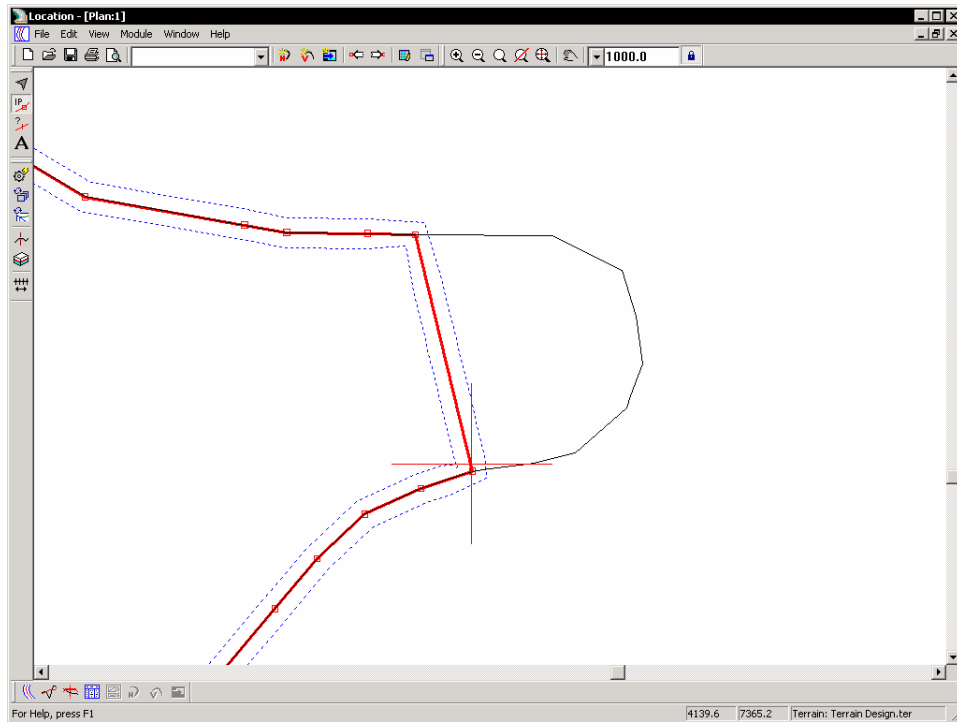 Location - [Plan:1]
File Edit View Module Window Help
1000.0
IP
?
A
For Help, press F1
4139.6 7365.2 Terrain: Terrain Design.ter